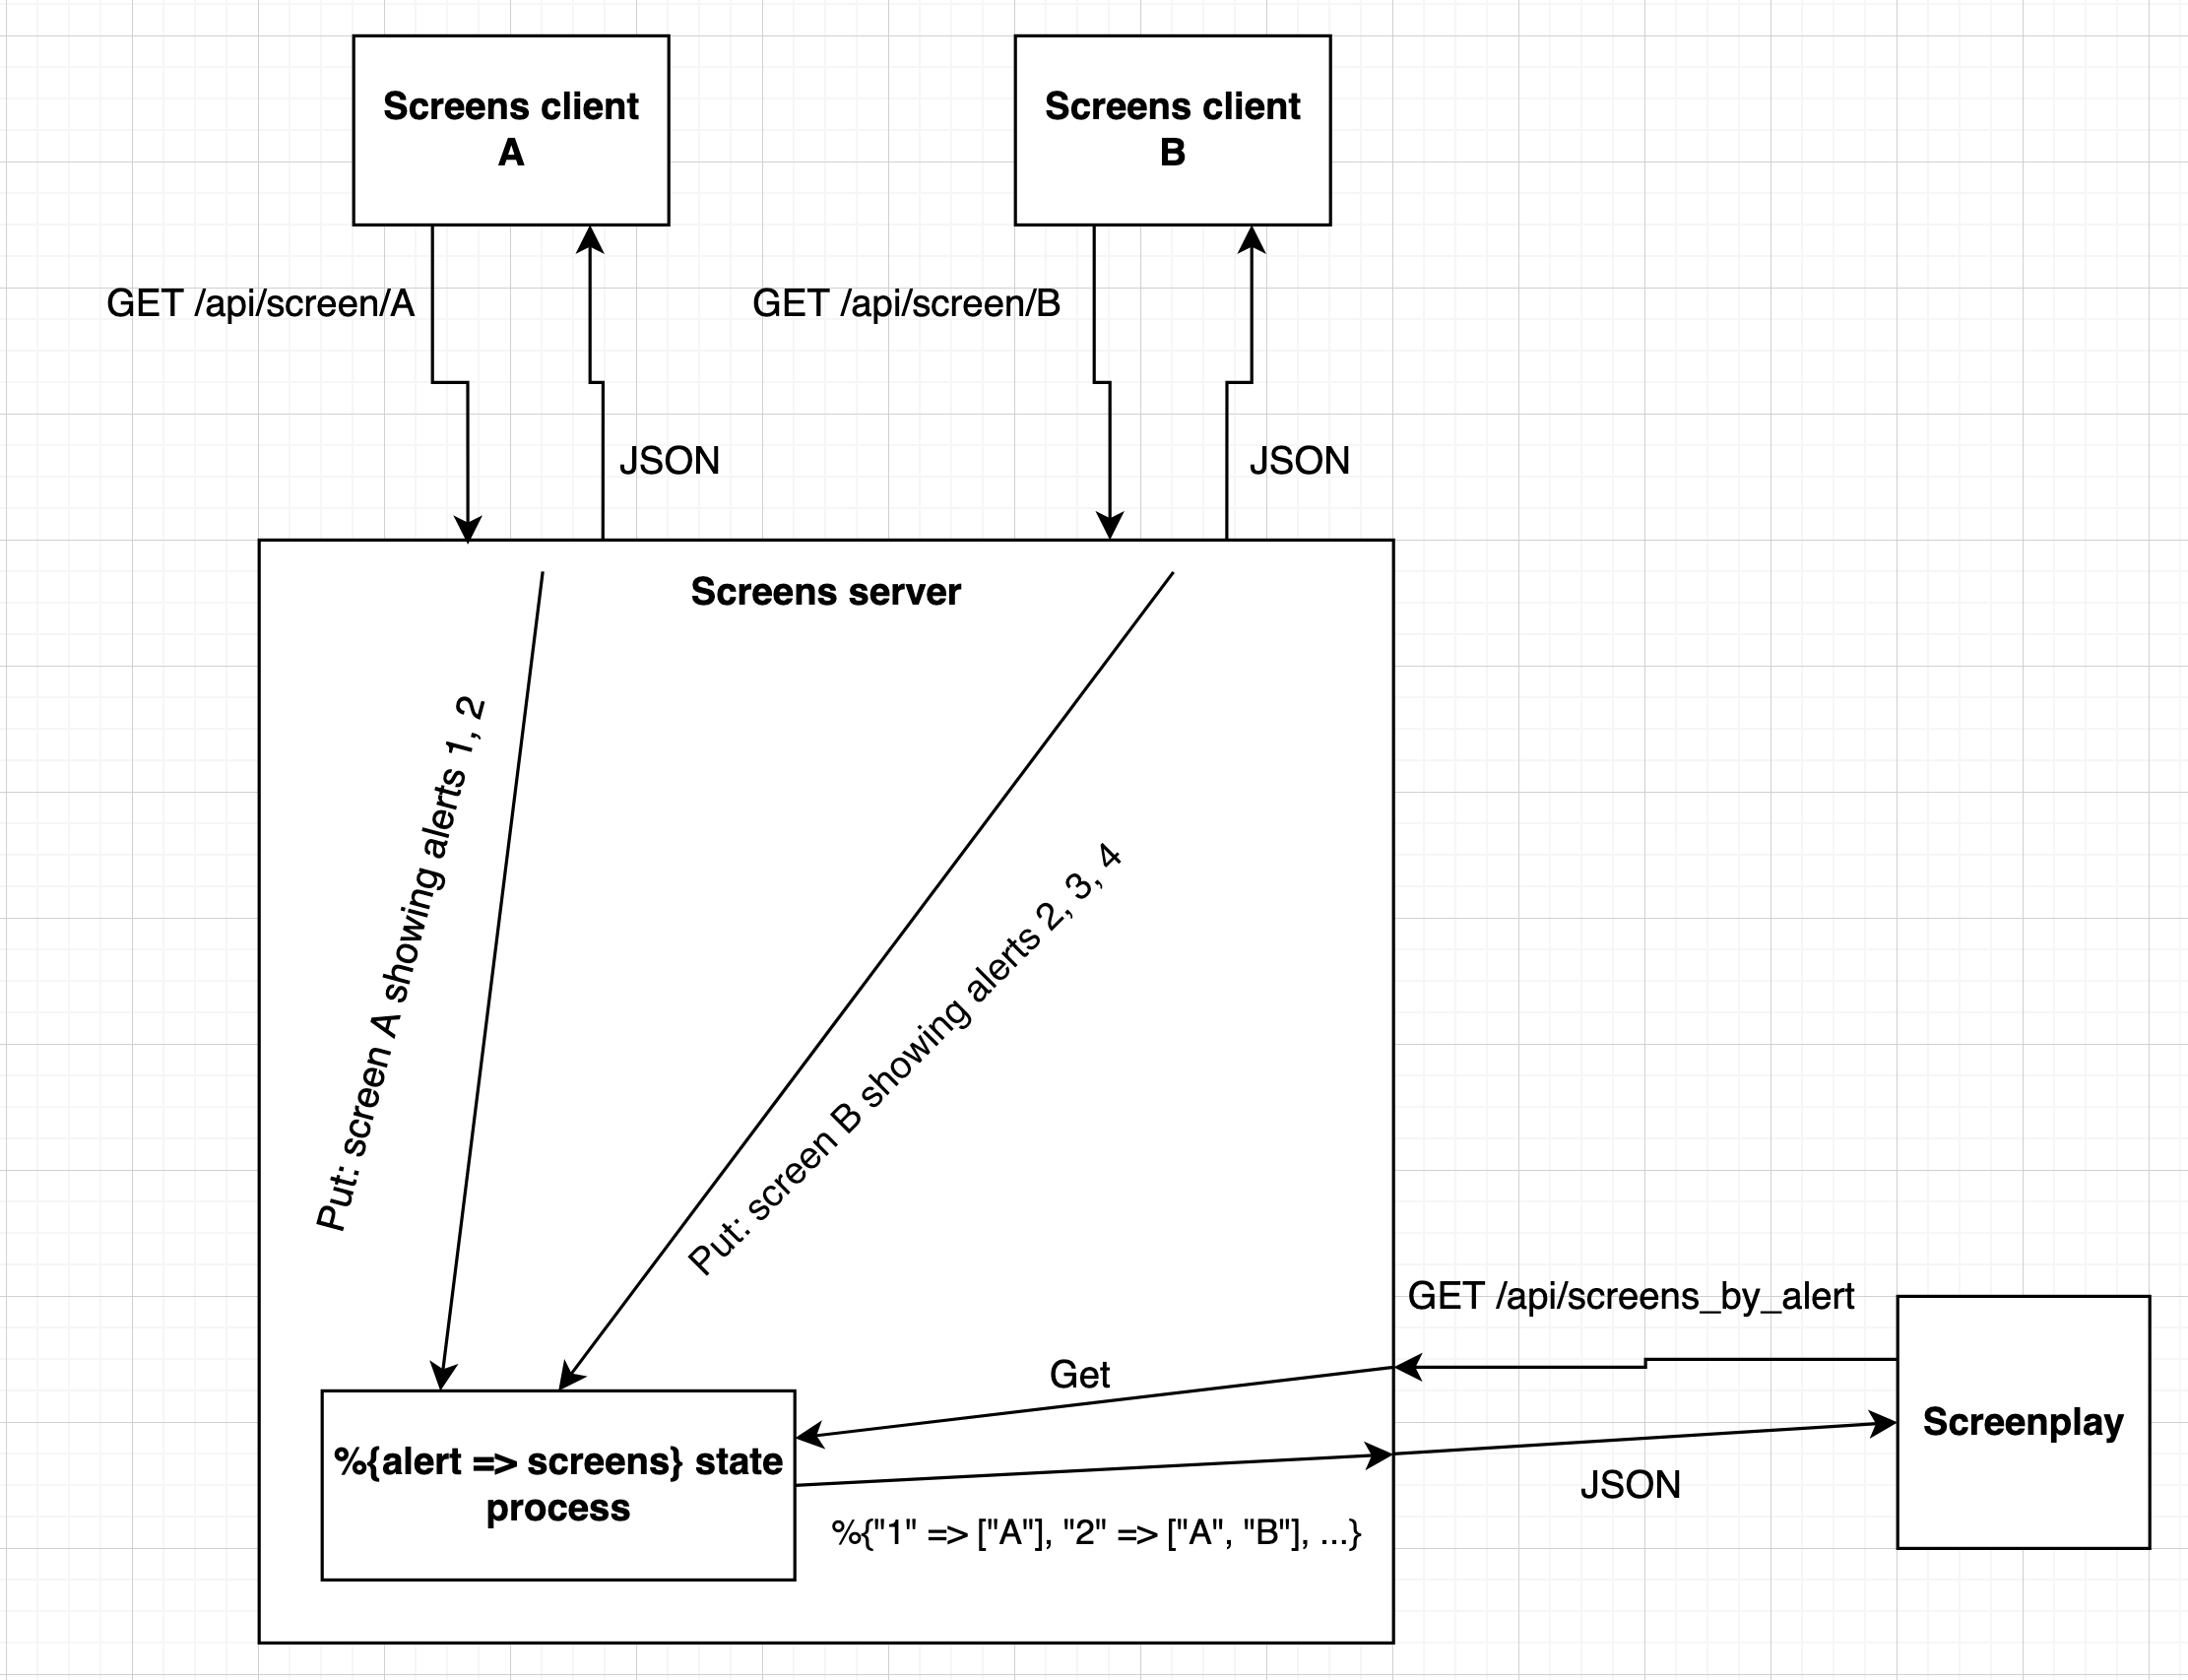 Screens client
A
Screens client
B
GET /api/screen/A
GET /api/screen/B
JSON
JSON
Screens server
Put: screen A showing alerts 1, 2
Put: screen B showing alerts 2, 3, 4
GET /api/screens_by_alert
Get
Screenplay
%{alert => screens} state
process
JSON
%{"1" => ["A"], "2" => ["A", "B"], ...}